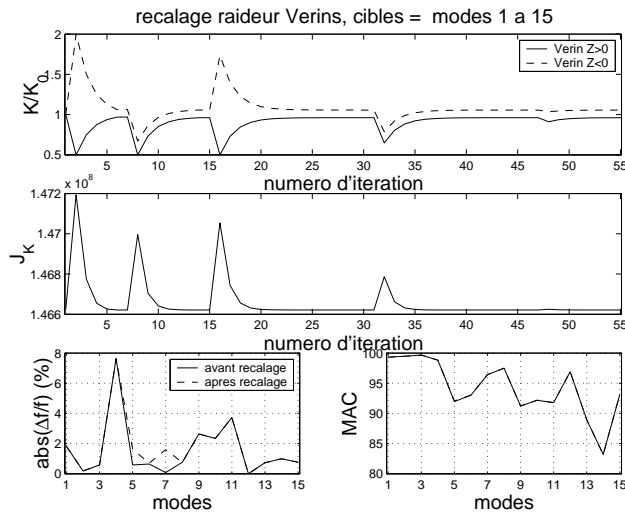 recalage raideur Verins, cibles = modes 1 a 15
K/K0
2
1.5
1
0.5
Verin Z>0
Verin Z<0
5 10 15 20 25 30 35 40 45 50 55
numero d'iteration
x 10^8
J_K
1.472
1.47
1.468
1.466
5 10 15 20 25 30 35 40 45 50 55
numero d'iteration
abs(Δf/f) (%)
8
6
4
2
0
avant recalage
apres recalage
1 3 5 7 9 11 13 15
modes
MAC
100
95
90
85
80
1 3 5 7 9 11 13 15
modes